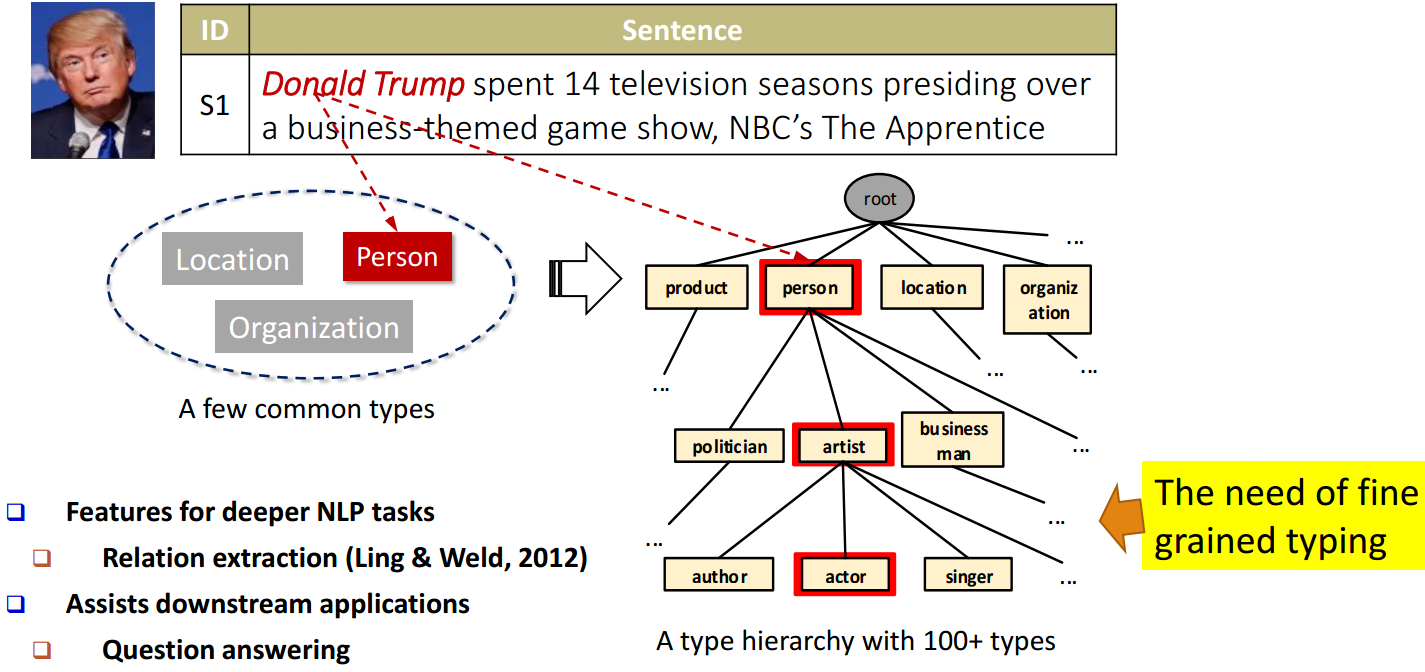 ID Sentence
S1 Donald Trump spent 14 television seasons presiding over
a business-themed game show, NBC's The Apprentice
Location
Person
Organization
A few common types
root
...
product
person
location
organiz
ation
...
...
...
politician
artist
business
man
...
...
...
author
actor
singer
...
A type hierarchy with 100+ types
The need of fine
grained typing
Features for deeper NLP tasks
Relation extraction (Ling & Weld, 2012)
Assists downstream applications
Question answering